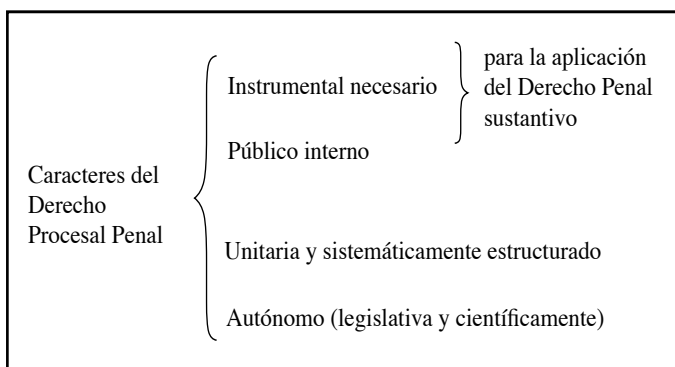 Caracteres del
Derecho
Procesal Penal
Instrumental necesario
Público interno
para la aplicación
del Derecho Penal
sustantivo
Unitaria y sistemáticamente estructurado
Autónomo (legislativa y científicamente)